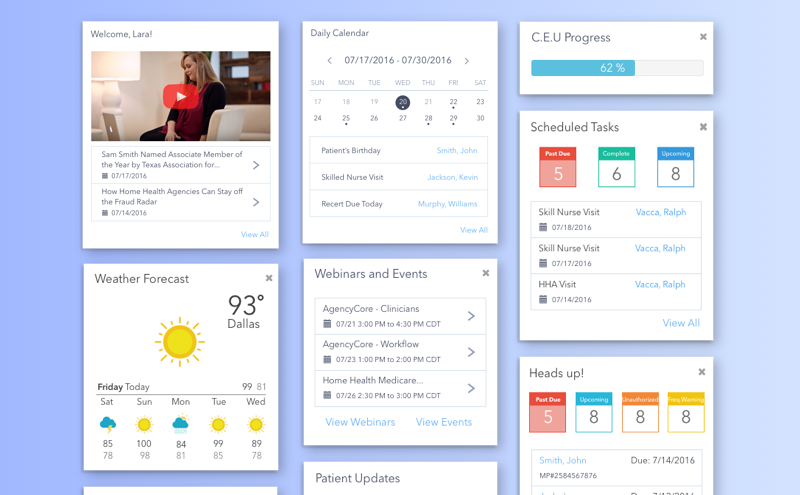 Welcome, Lara!
Sam Smith Named Associate Member of
the Year by Texas Association for...
07/17/2016
How Home Health Agencies Can Stay off
the Fraud Radar
07/14/2016
View All
Daily Calendar
07/17/2016 - 07/30/2016
SUN MON TUE WED THU FRI SAT
17 18 19 20 21 22 23
24 25 26 27 28 29 30
Patient's Birthday Smith, John
Skilled Nurse Visit Jackson, Kevin
Recert Due Today Murphy, Williams
View All
C.E.U Progress
62 %
Scheduled Tasks
Past Due Complete Upcoming
5 6 8
Skill Nurse Visit Vacca, Ralph
07/18/2016
Skill Nurse Visit Vacca, Ralph
07/17/2016
HHA Visit Vacca, Ralph
07/14/2016
View All
Weather Forecast
93°
Dallas
Friday Today 99 81
Sat Sun Mon Tue Wed
85 100 84 99 89
78 98 81 85 78
Webinars and Events
AgencyCore - Clinicians
07/21 3:00 PM to 4:30 PM CDT
AgencyCore - Workflow
07/23 1:00 PM to 2:00 PM CDT
Home Health Medicare...
07/26 2:30 PM to 3:00 PM CDT
View Webinars View Events
Heads up!
Past Due Upcoming Unauthorized Freq.Warning
5 8 8 8
Smith, John Due: 7/14/2016
MP#2584567876
Patient Updates